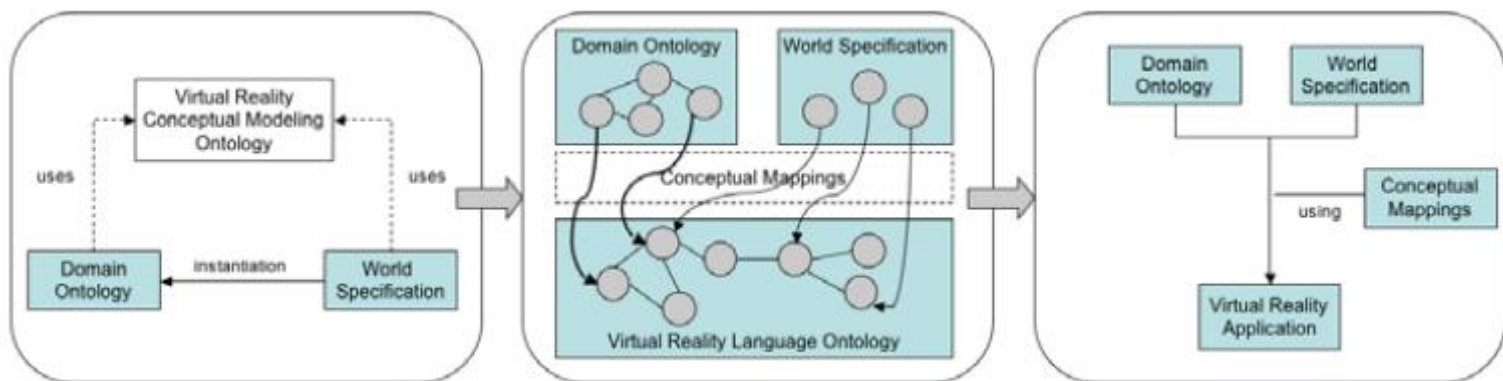 Virtual Reality
Conceptual Modeling
Ontology
uses
uses
Domain
Ontology
instantiation
World
Specification
Domain Ontology
World Specification
Conceptual Mappings
Virtual Reality Language Ontology
Domain
Ontology
World
Specification
using
Conceptual
Mappings
Virtual Reality
Application